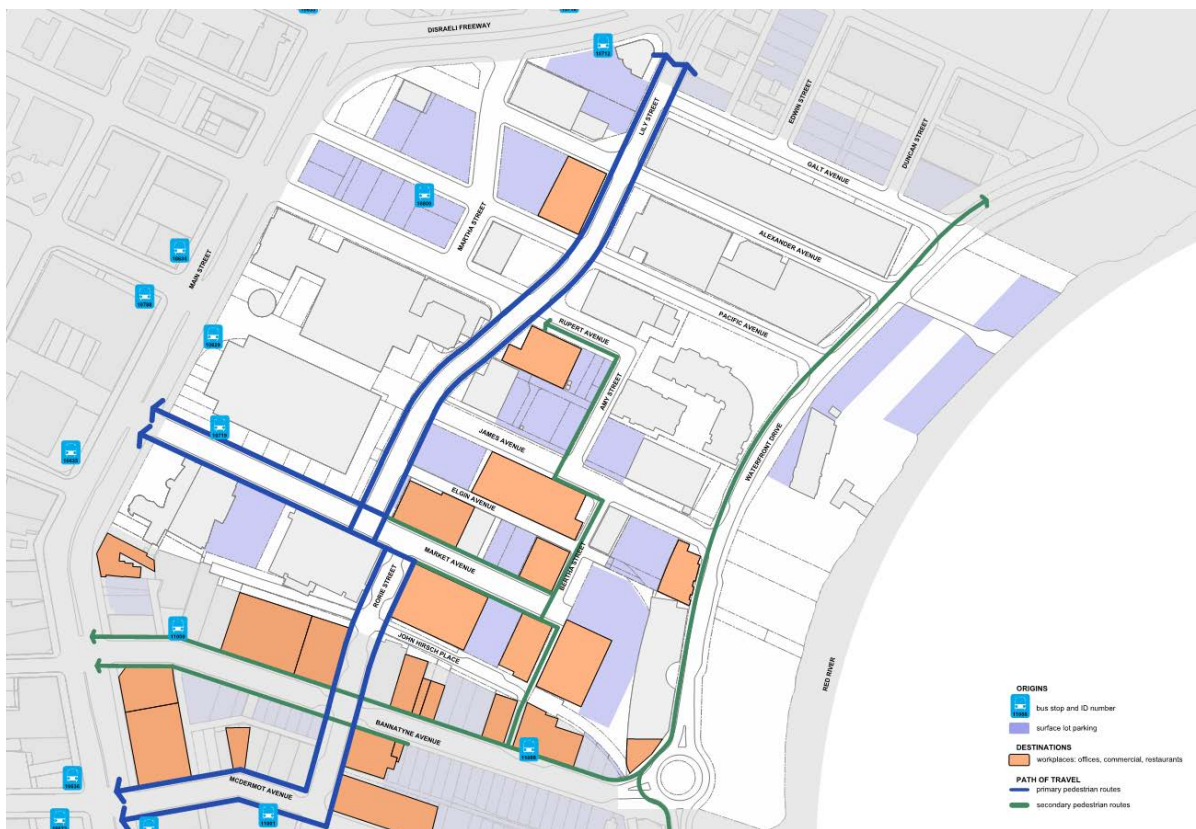 DISRAELI FREEWAY
10712
EDWIN STREET
LILY STREET
DUNCAN STREET
GALT AVENUE
MARTHA STREET
ALEXANDER AVENUE
MAIN STREET
PACIFIC AVENUE
RUPERT AVENUE
AMY STREET
JAMES AVENUE
WATERFRONT DRIVE
ELGIN AVENUE
MARKET AVENUE
BERTHA STREET
RORIE STREET
JOHN HIRSCH PLACE
RED RIVER
BANNATYNE AVENUE
MCDERMOT AVENUE
ORIGINS
bus stop and ID number
surface lot parking
DESTINATIONS
workplaces: offices, commercial, restaurants
PATH OF TRAVEL
primary pedestrian routes
secondary pedestrian routes